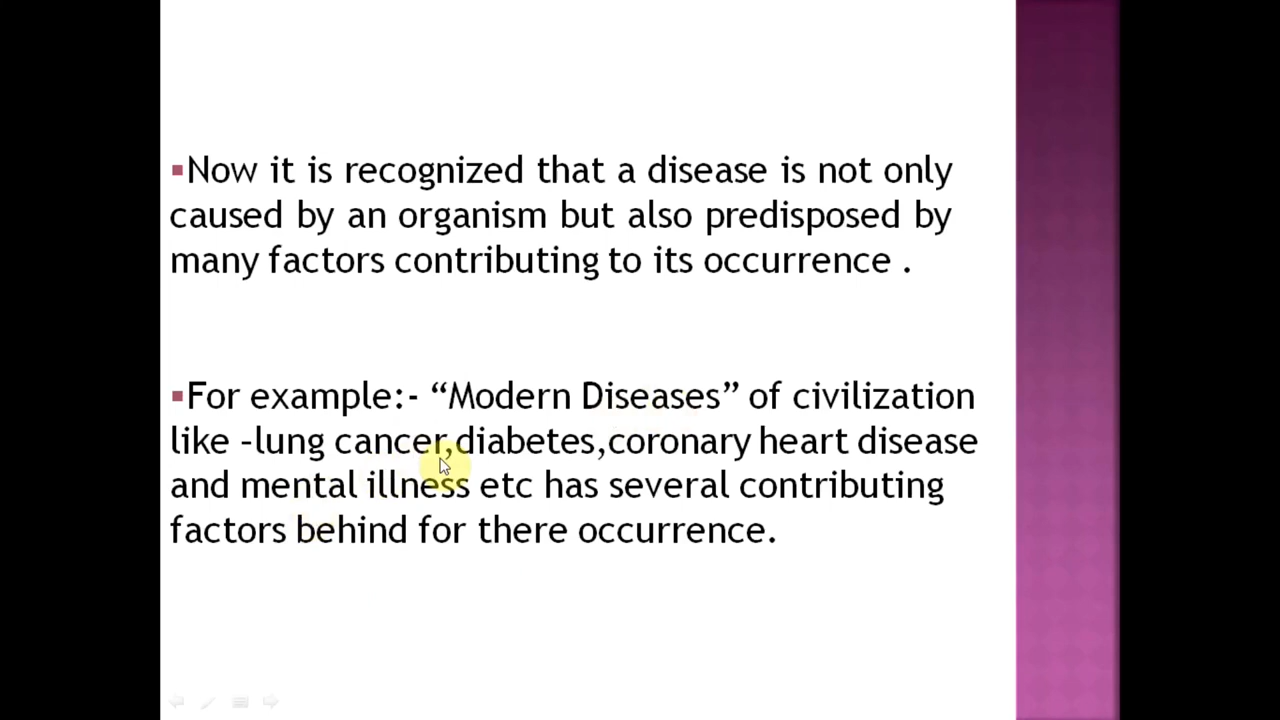 ▪Now it is recognized that a disease is not only
caused by an organism but also predisposed by
many factors contributing to its occurrence .
▪For example:- “Modern Diseases” of civilization
like –lung cancer,diabetes,coronary heart disease
and mental illness etc has several contributing
factors behind for there occurrence.